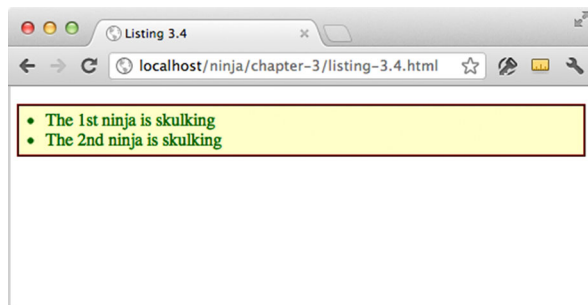 Listing 3.4
localhost/ninja/chapter-3/listing-3.4.html
The 1st ninja is skulking
The 2nd ninja is skulking